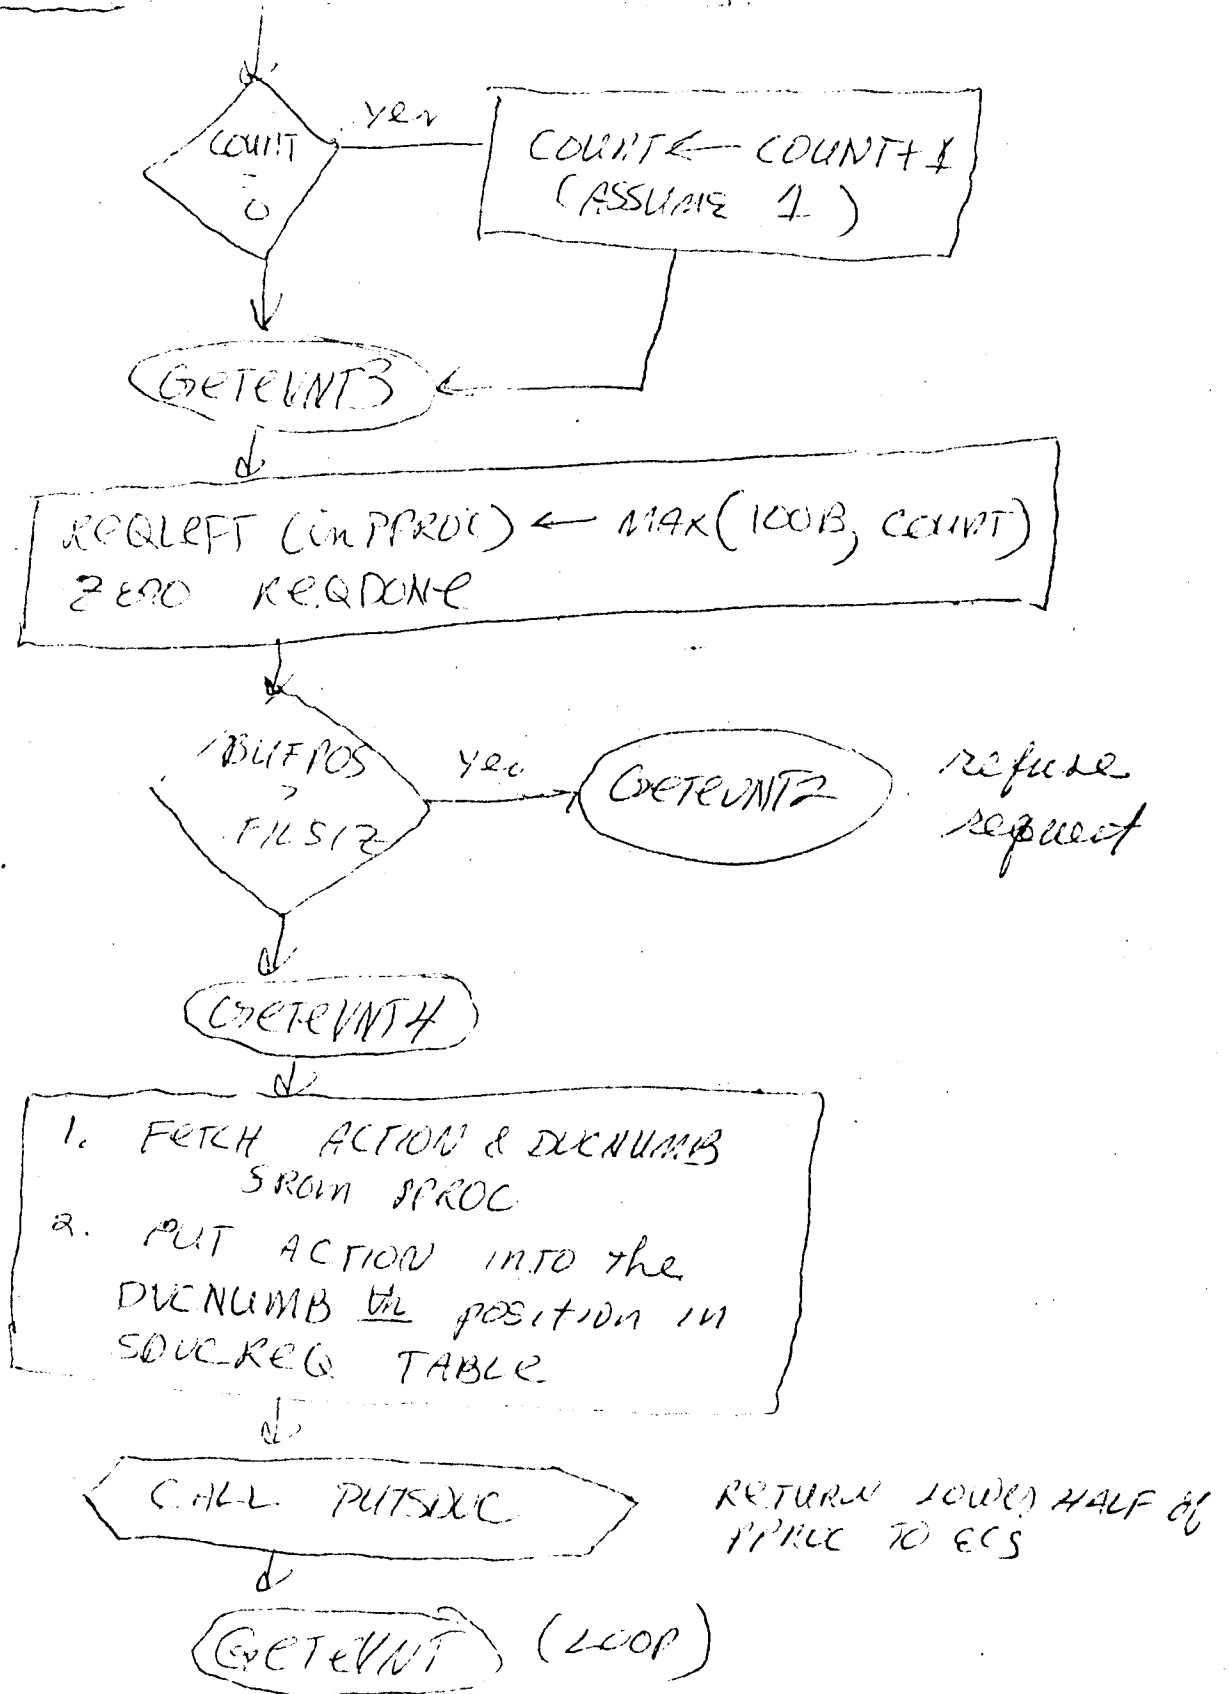 COUNT
=
0
yes
COUNT ← COUNT+1
(ASSUME 1)
GETEVNT3
REQLEFT (in PPROC) ← MAX(100B, COUNT)
ZERO REQDONE
BUFPOS
>
FILSIZ
yes
GETEVNT2
refuse
request
GETEVNT4
1. FETCH ACTION & DVCNUMB
FROM PPROC
2. PUT ACTION INTO the
DVCNUMB th position in
SDVCREQ TABLE
CALL PUTSDVC
RETURN LOWER HALF of
PPROC TO ECS
GETEVNT (LOOP)